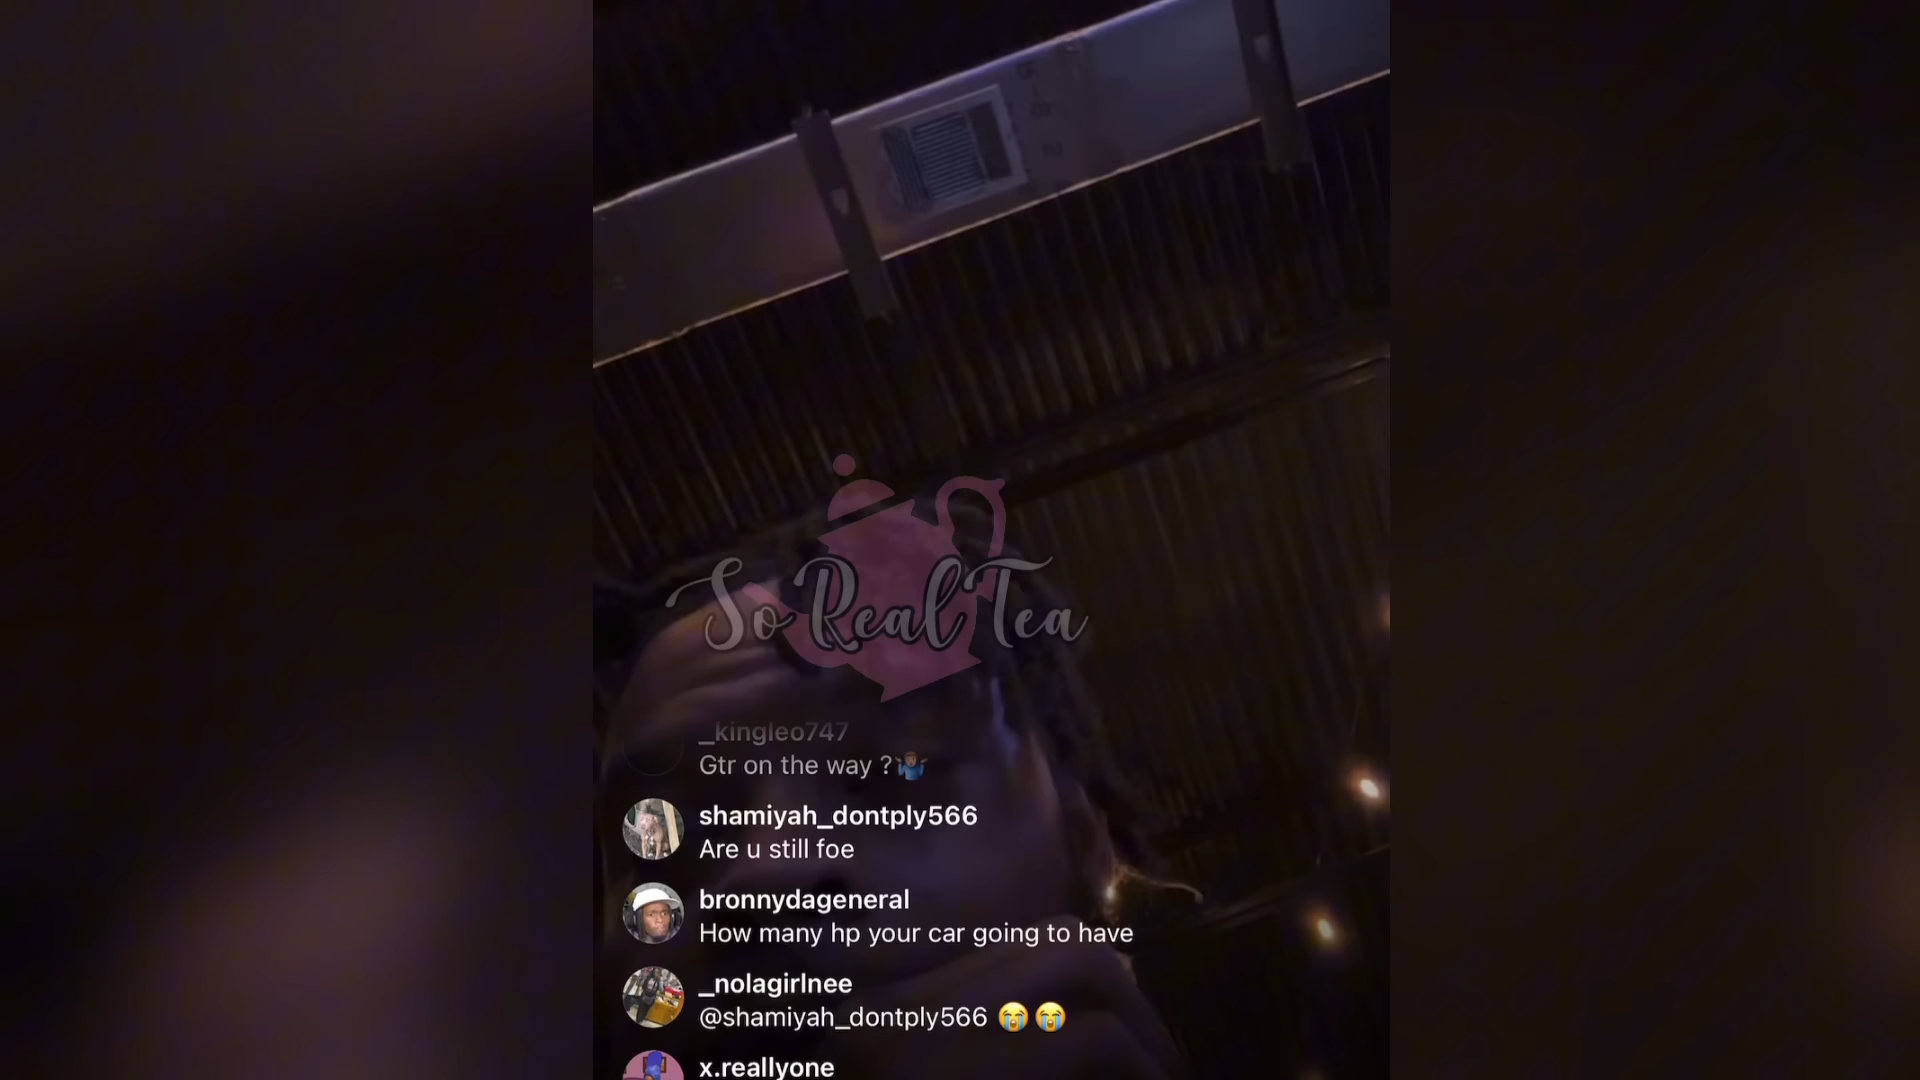 So Real Tea
_kingleo747
Gtr on the way ?🤷🏽‍♂️
shamiyah_dontply566
Are u still foe
bronnydageneral
How many hp your car going to have
_nolagirlnee
@shamiyah_dontply566 😭😭
x.reallyone